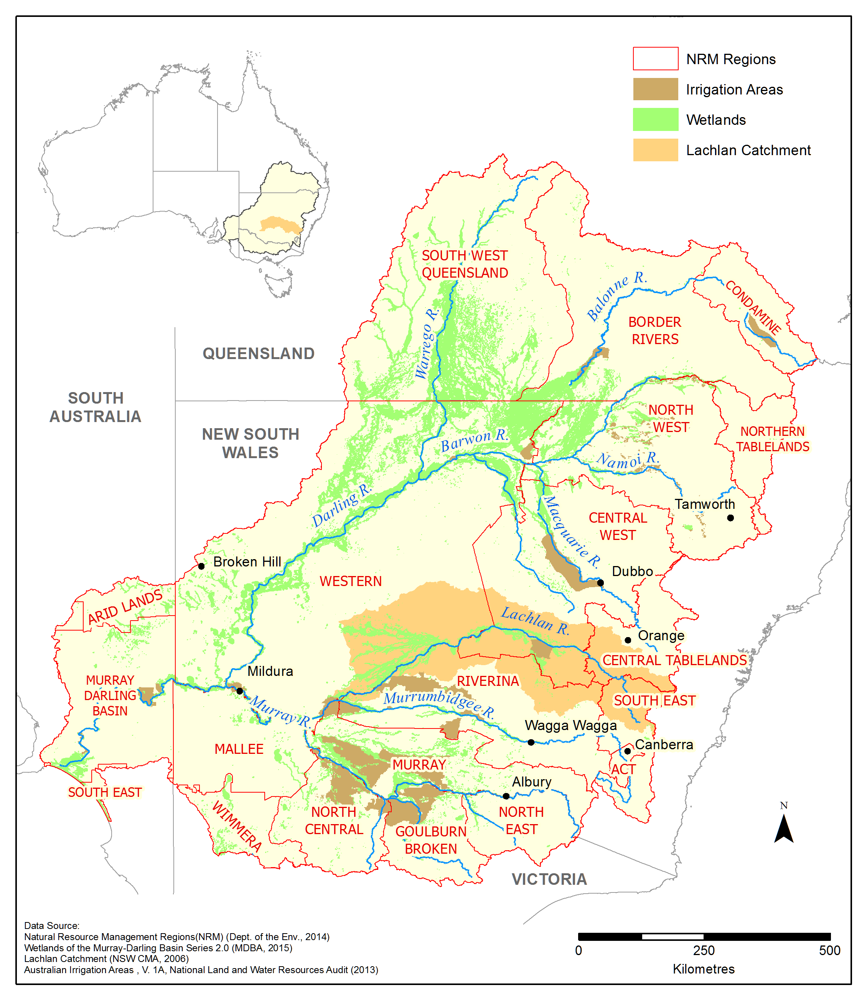 NRM Regions
Irrigation Areas
Wetlands
Lachlan Catchment
SOUTH WEST
QUEENSLAND
Balonne R.
CONDAMINE
BORDER
RIVERS
Warrego R.
QUEENSLAND
SOUTH
AUSTRALIA
NEW SOUTH
WALES
NORTH
WEST
NORTHERN
TABLELANDS
Barwon R.
Namoi R.
Darling R.
Tamworth
Macquarie R.
CENTRAL
WEST
Broken Hill
Dubbo
WESTERN
ARID LANDS
Lachlan R.
Orange
CENTRAL TABLELANDS
Mildura
MURRAY
DARLING
BASIN
RIVERINA
Murrumbidgee R.
SOUTH EAST
Murray R.
Wagga Wagga
Canberra
MALLEE
MURRAY
ACT
Albury
SOUTH EAST
WIMMERA
NORTH
CENTRAL
NORTH
EAST
GOULBURN
BROKEN
N
VICTORIA
Data Source:
Natural Resource Management Regions(NRM) (Dept. of the Env., 2014)
Wetlands of the Murray-Darling Basin Series 2.0 (MDBA, 2015)
Lachlan Catchment (NSW CMA, 2006)
Australian Irrigation Areas , V. 1A, National Land and Water Resources Audit (2013)
0 250 500
Kilometres